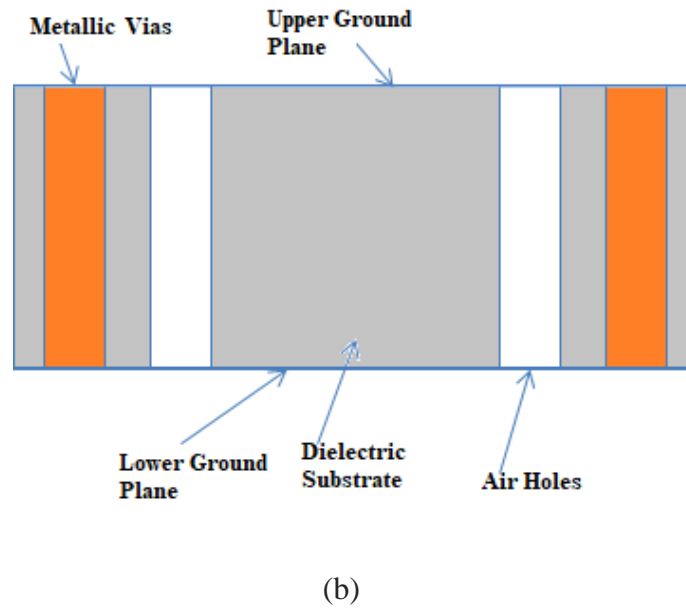 Metallic Vias
Upper Ground
Plane
Lower Ground
Plane
Dielectric
Substrate
Air Holes
(b)